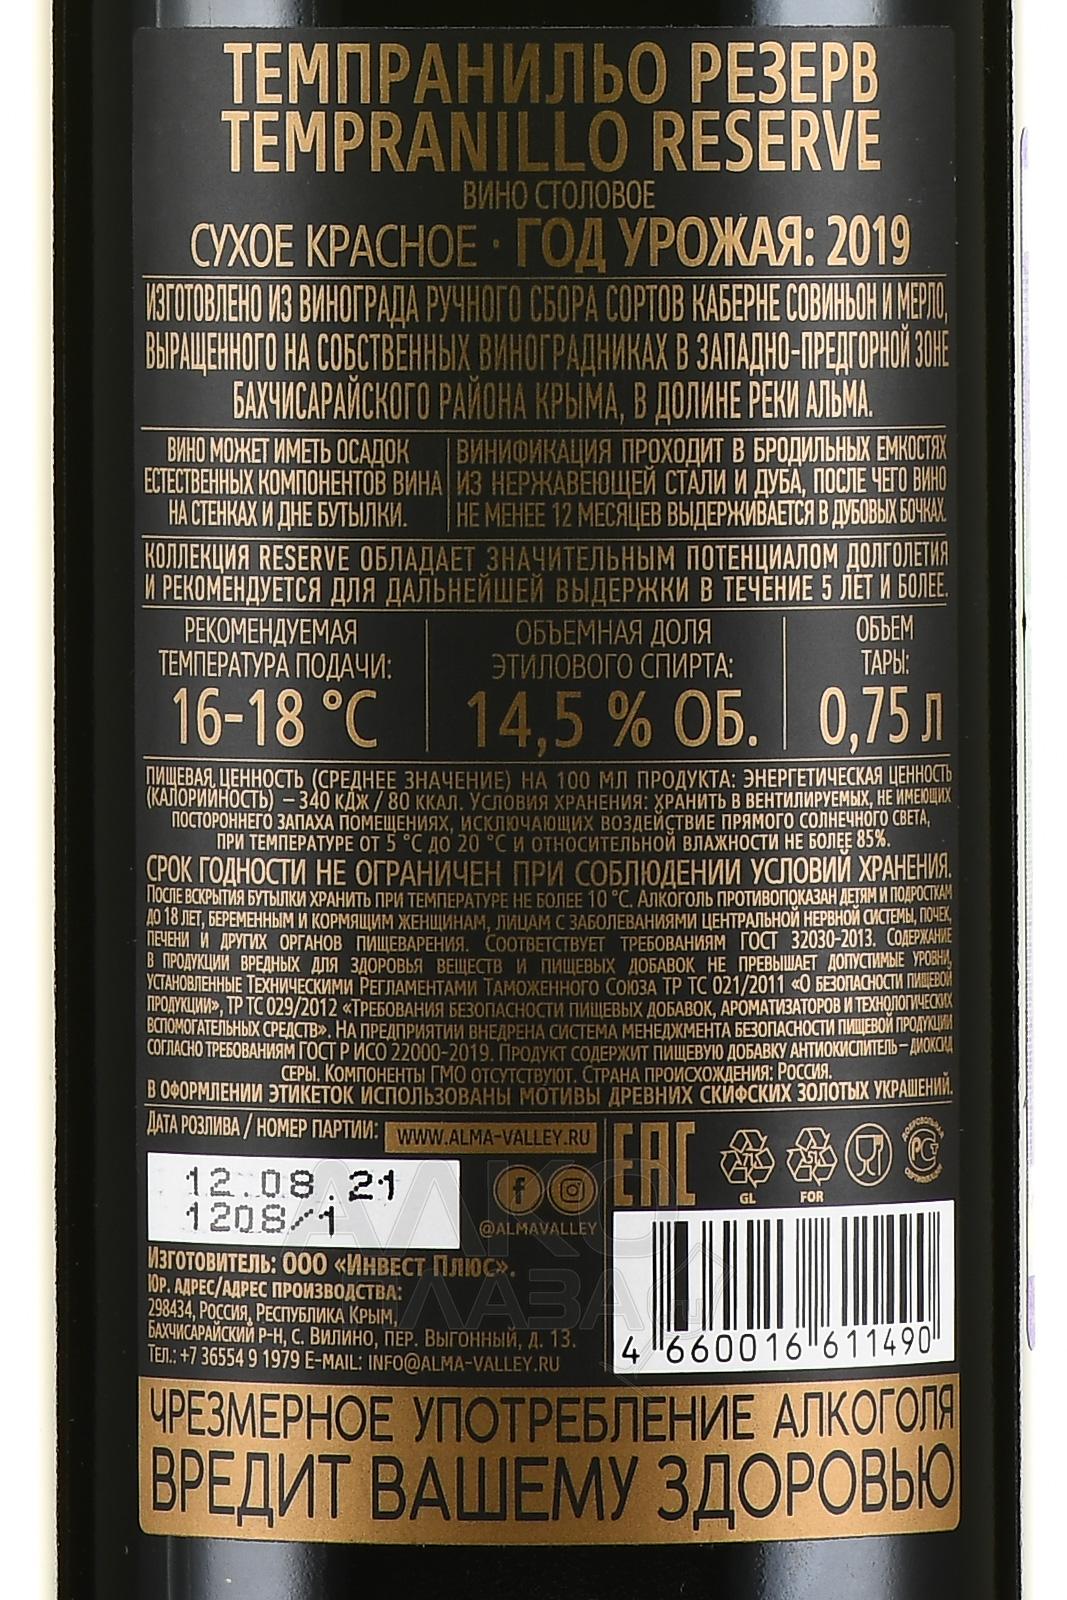 ТЕМПРАНИЛЬО РЕЗЕРВ
TEMPRANILLO RESERVE
ВИНО СТОЛОВОЕ
СУХОЕ КРАСНОЕ · ГОД УРОЖАЯ: 2019
ИЗГОТОВЛЕНО ИЗ ВИНОГРАДА РУЧНОГО СБОРА СОРТОВ КАБЕРНЕ СОВИНЬОН И МЕРЛО,
ВЫРАЩЕННОГО НА СОБСТВЕННЫХ ВИНОГРАДНИКАХ В ЗАПАДНО-ПРЕДГОРНОЙ ЗОНЕ
БАХЧИСАРАЙСКОГО РАЙОНА КРЫМА, В ДОЛИНЕ РЕКИ АЛЬМА.
ВИНО МОЖЕТ ИМЕТЬ ОСАДОК
ЕСТЕСТВЕННЫХ КОМПОНЕНТОВ ВИНА
НА СТЕНКАХ И ДНЕ БУТЫЛКИ.
ВИНИФИКАЦИЯ ПРОХОДИТ В БРОДИЛЬНЫХ ЕМКОСТЯХ
ИЗ НЕРЖАВЕЮЩЕЙ СТАЛИ И ДУБА, ПОСЛЕ ЧЕГО ВИНО
НЕ МЕНЕЕ 12 МЕСЯЦЕВ ВЫДЕРЖИВАЕТСЯ В ДУБОВЫХ БОЧКАХ.
КОЛЛЕКЦИЯ RESERVE ОБЛАДАЕТ ЗНАЧИТЕЛЬНЫМ ПОТЕНЦИАЛОМ ДОЛГОЛЕТИЯ
И РЕКОМЕНДУЕТСЯ ДЛЯ ДАЛЬНЕЙШЕЙ ВЫДЕРЖКИ В ТЕЧЕНИЕ 5 ЛЕТ И БОЛЕЕ.
РЕКОМЕНДУЕМАЯ
ТЕМПЕРАТУРА ПОДАЧИ:
16-18 °C
ОБЪЕМНАЯ ДОЛЯ
ЭТИЛОВОГО СПИРТА:
14,5 % ОБ.
ОБЪЕМ
ТАРЫ:
0,75 л
ПИЩЕВАЯ ЦЕННОСТЬ (СРЕДНЕЕ ЗНАЧЕНИЕ) НА 100 МЛ ПРОДУКТА: ЭНЕРГЕТИЧЕСКАЯ ЦЕННОСТЬ
(КАЛОРИЙНОСТЬ) – 340 кДж / 80 ккал. Условия хранения: хранить в вентилируемых, не имеющих
постороннего запаха помещениях, исключающих воздействие прямого солнечного света,
при температуре от 5 °C до 20 °C и относительной влажности не более 85%.
СРОК ГОДНОСТИ НЕ ОГРАНИЧЕН ПРИ СОБЛЮДЕНИИ УСЛОВИЙ ХРАНЕНИЯ.
После вскрытия бутылки хранить при температуре не более 10 °C. Алкоголь противопоказан детям и подросткам
до 18 лет, беременным и кормящим женщинам, лицам с заболеваниями центральной нервной системы, почек,
печени и других органов пищеварения. Соответствует требованиям ГОСТ 32030-2013. Содержание
в продукции вредных для здоровья веществ и пищевых добавок не превышает допустимые уровни,
установленные Техническими Регламентами Таможенного Союза ТР ТС 021/2011 «О безопасности пищевой
продукции», ТР ТС 029/2012 «Требования безопасности пищевых добавок, ароматизаторов и технологических
вспомогательных средств». На предприятии внедрена система менеджмента безопасности пищевой продукции
согласно требованиям ГОСТ Р ИСО 22000-2019. Продукт содержит пищевую добавку антиокислитель – диоксид
серы. Компоненты ГМО отсутствуют. Страна происхождения: Россия.
В ОФОРМЛЕНИИ ЭТИКЕТОК ИСПОЛЬЗОВАНЫ МОТИВЫ ДРЕВНИХ СКИФСКИХ ЗОЛОТЫХ УКРАШЕНИЙ.
Дата розлива / номер партии:
12.08.21
1208/1
WWW.ALMA-VALLEY.RU
@ALMAVALLEY
EAC
GL
FOR
ДОБРОВОЛЬНАЯ
СЕРТИФИКАЦИЯ
Изготовитель: ООО «Инвест Плюс».
Юр. адрес/адрес производства:
298434, Россия, Республика Крым,
Бахчисарайский р-н, с. Вилино, пер. Выгонный, д. 13.
Тел.: +7 36554 9 1979 E-mail: INFO@ALMA-VALLEY.RU
4 660016 611490
АЛКО
ПЛАЗА
ЧРЕЗМЕРНОЕ УПОТРЕБЛЕНИЕ АЛКОГОЛЯ
ВРЕДИТ ВАШЕМУ ЗДОРОВЬЮ